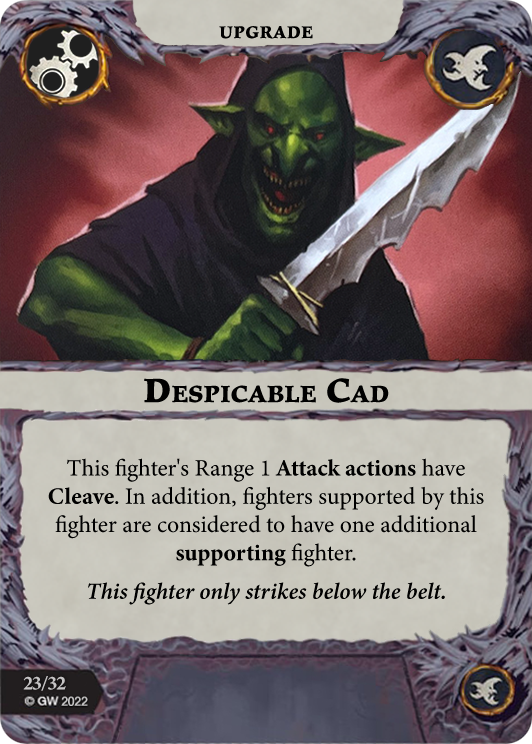 UPGRADE
DESPICABLE CAD
This fighter's Range 1 Attack actions have
Cleave. In addition, fighters supported by this
fighter are considered to have one additional
supporting fighter.
This fighter only strikes below the belt.
23/32
© GW 2022